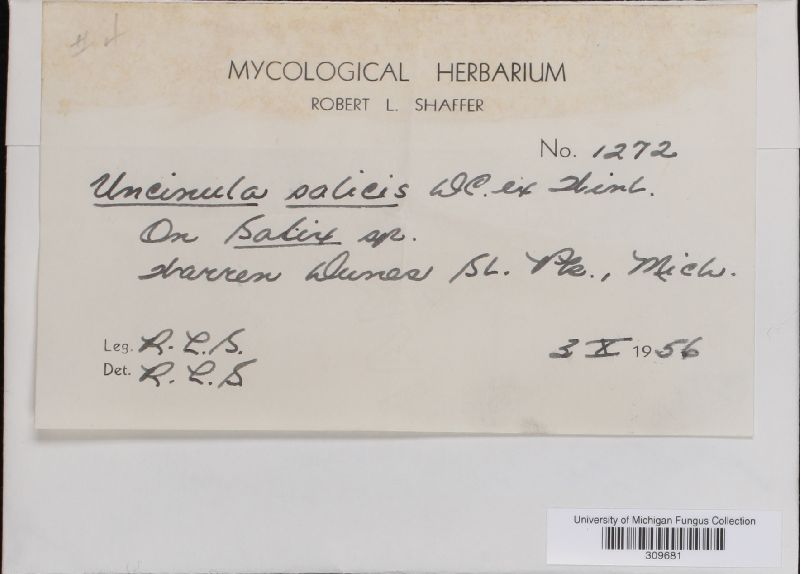 MYCOLOGICAL HERBARIUM
ROBERT L. SHAFFER
No. 1272
Uncinula salicis DC. ex Wint.
On Salix sp.
Warren Dunes St. Pk., Mich.
Leg. R. L. S.
3 X 1956
Det. R. L. S
University of Michigan Fungus Collection
309681